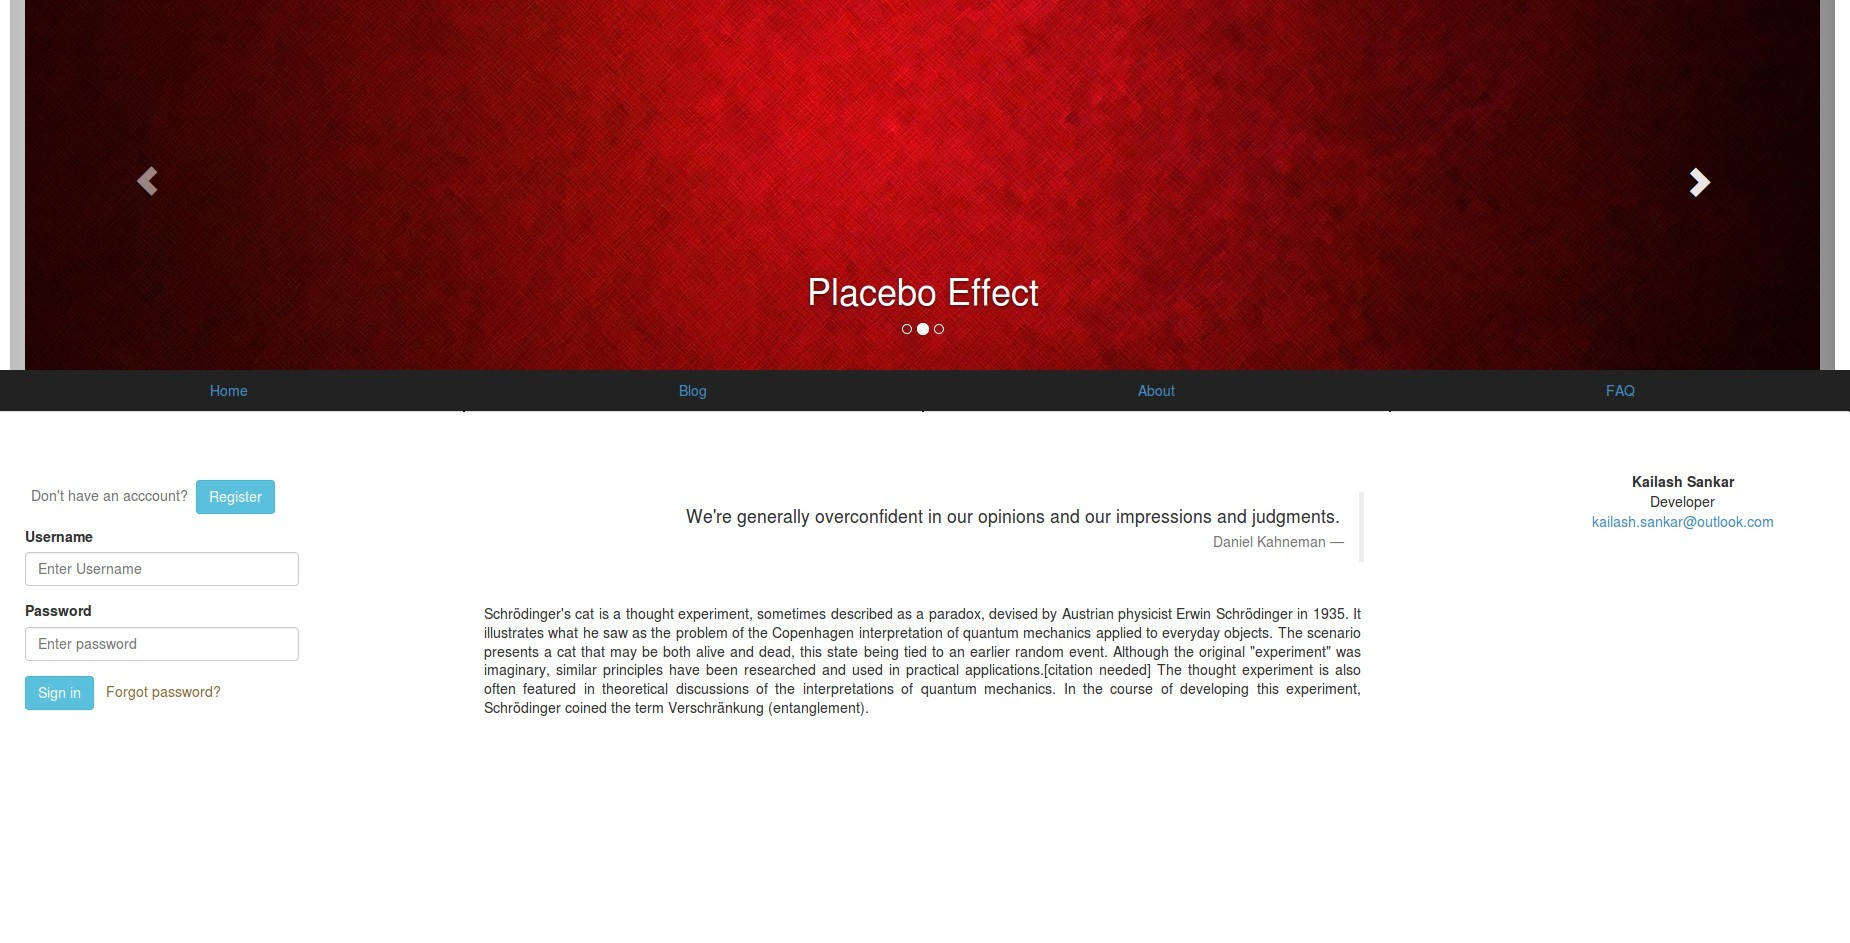 Placebo Effect
Home Blog About FAQ
Don't have an acccount? Register
Username
Enter Username
Password
Enter password
Sign in Forgot password?
We're generally overconfident in our opinions and our impressions and judgments.
Daniel Kahneman —
Schrödinger's cat is a thought experiment, sometimes described as a paradox, devised by Austrian physicist Erwin Schrödinger in 1935. It
illustrates what he saw as the problem of the Copenhagen interpretation of quantum mechanics applied to everyday objects. The scenario
presents a cat that may be both alive and dead, this state being tied to an earlier random event. Although the original "experiment" was
imaginary, similar principles have been researched and used in practical applications.[citation needed] The thought experiment is also
often featured in theoretical discussions of the interpretations of quantum mechanics. In the course of developing this experiment,
Schrödinger coined the term Verschränkung (entanglement).
Kailash Sankar
Developer
kailash.sankar@outlook.com